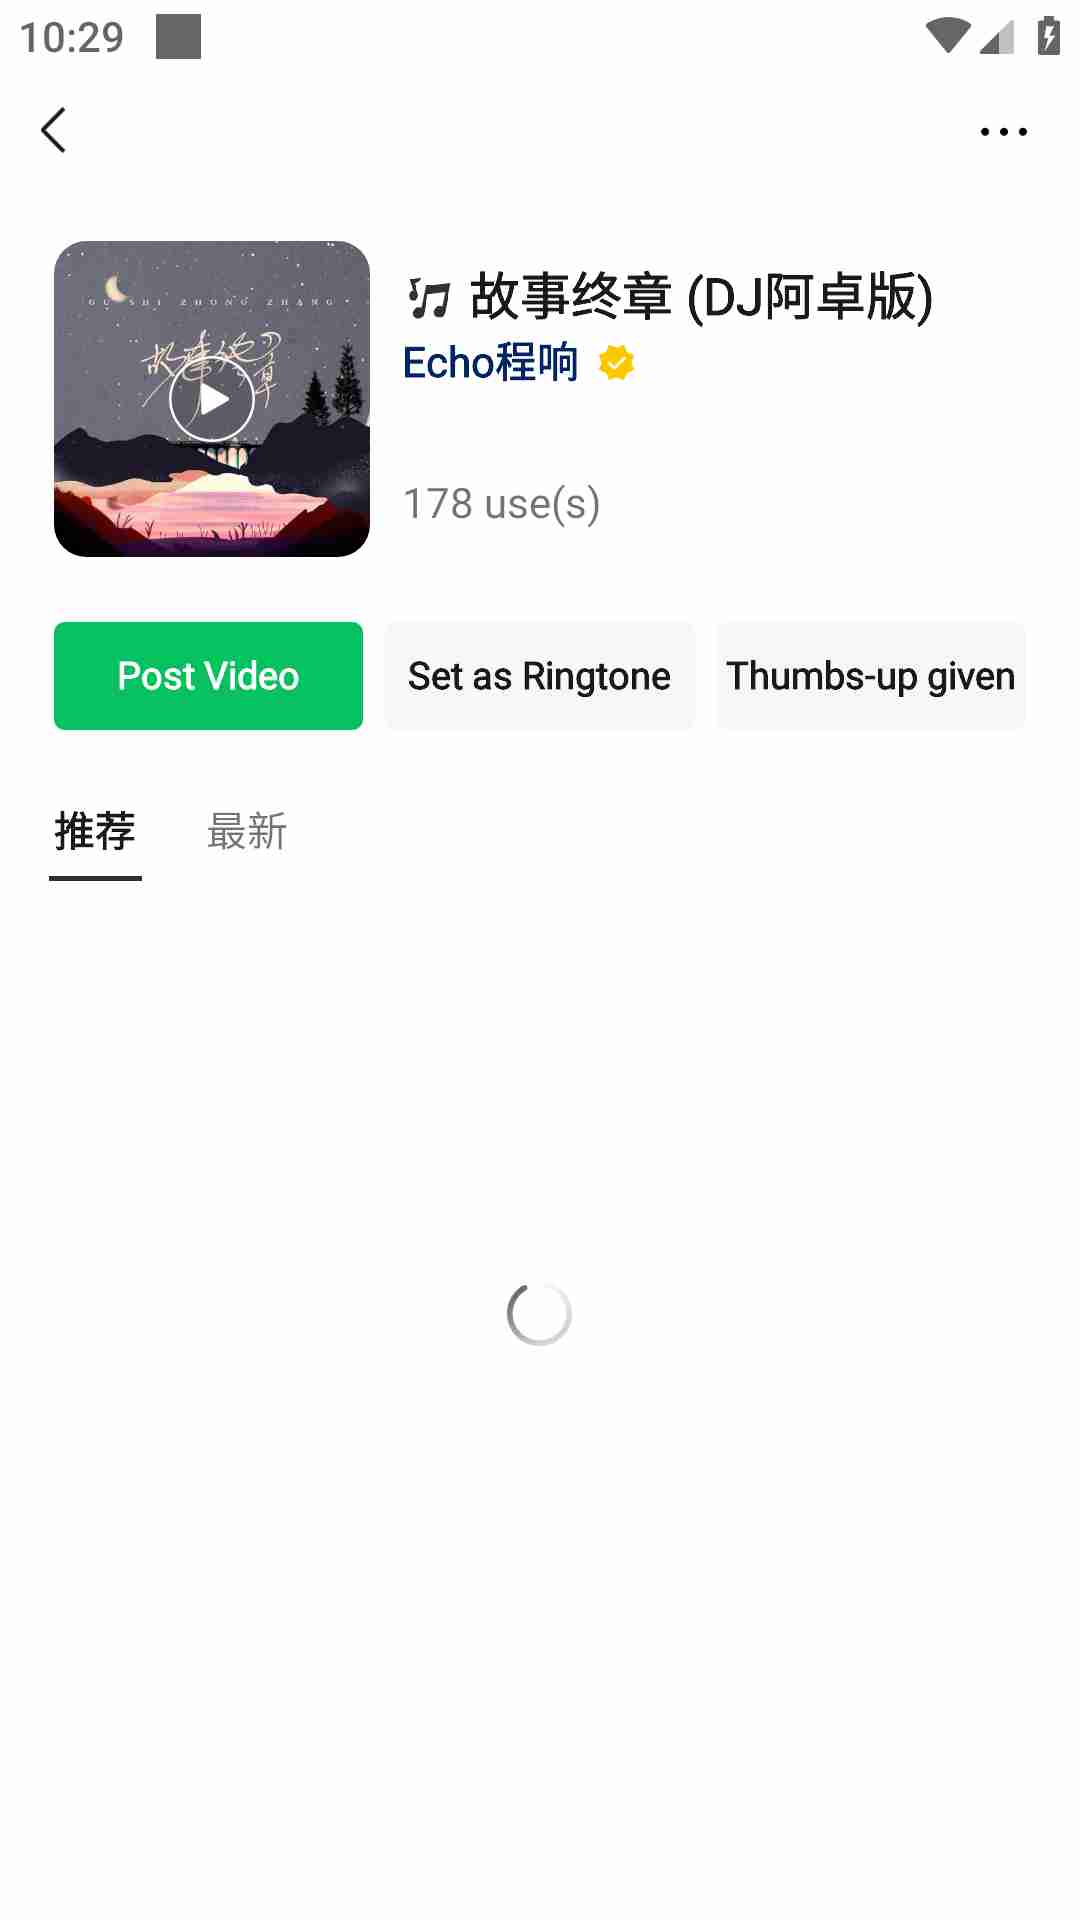 10:29
GU SHI ZHONG ZHANG
故事终章
故事终章 (DJ阿卓版)
Echo程响
178 use(s)
Post Video
Set as Ringtone
Thumbs-up given
推荐
最新